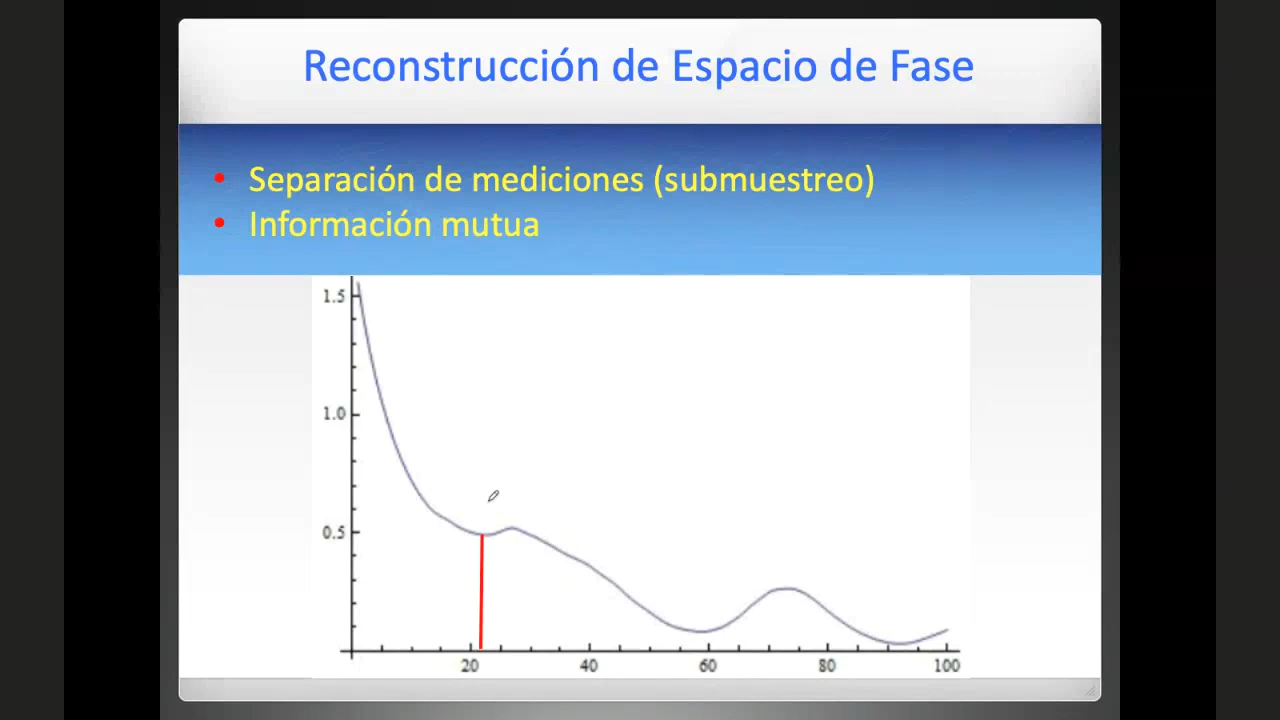 Reconstrucción de Espacio de Fase
• Separación de mediciones (submuestreo)
• Información mutua
1.5
1.0
0.5
20 40 60 80 100